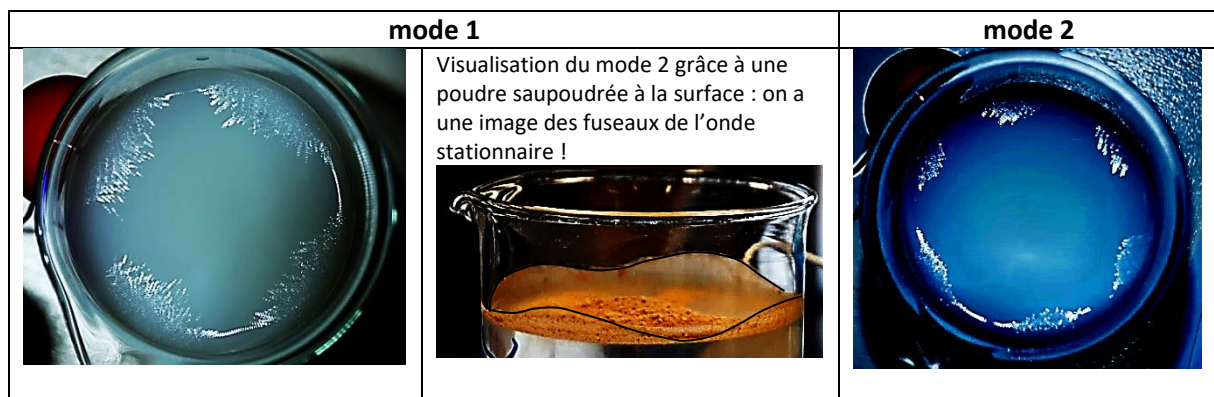 mode 1
mode 2
Visualisation du mode 2 grâce à une
poudre saupoudrée à la surface : on a
une image des fuseaux de l’onde
stationnaire !